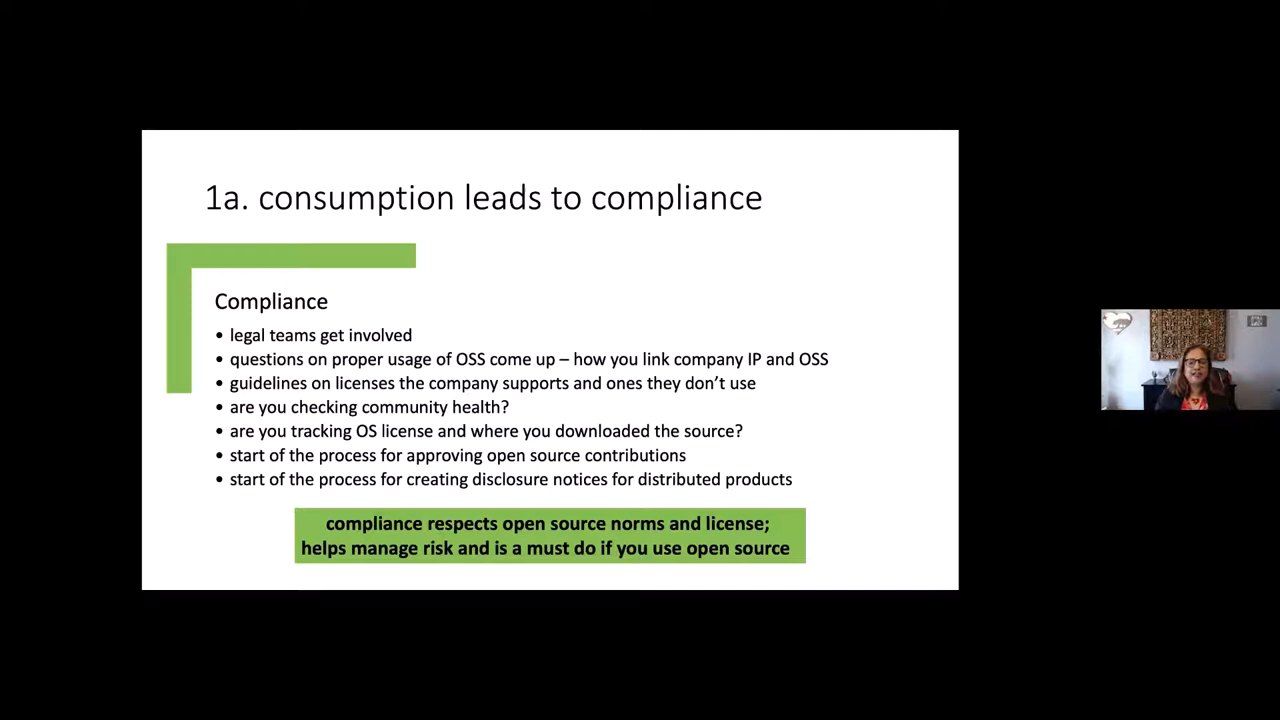 1a. consumption leads to compliance
Compliance
• legal teams get involved
• questions on proper usage of OSS come up – how you link company IP and OSS
• guidelines on licenses the company supports and ones they don’t use
• are you checking community health?
• are you tracking OS license and where you downloaded the source?
• start of the process for approving open source contributions
• start of the process for creating disclosure notices for distributed products
compliance respects open source norms and license;
helps manage risk and is a must do if you use open source